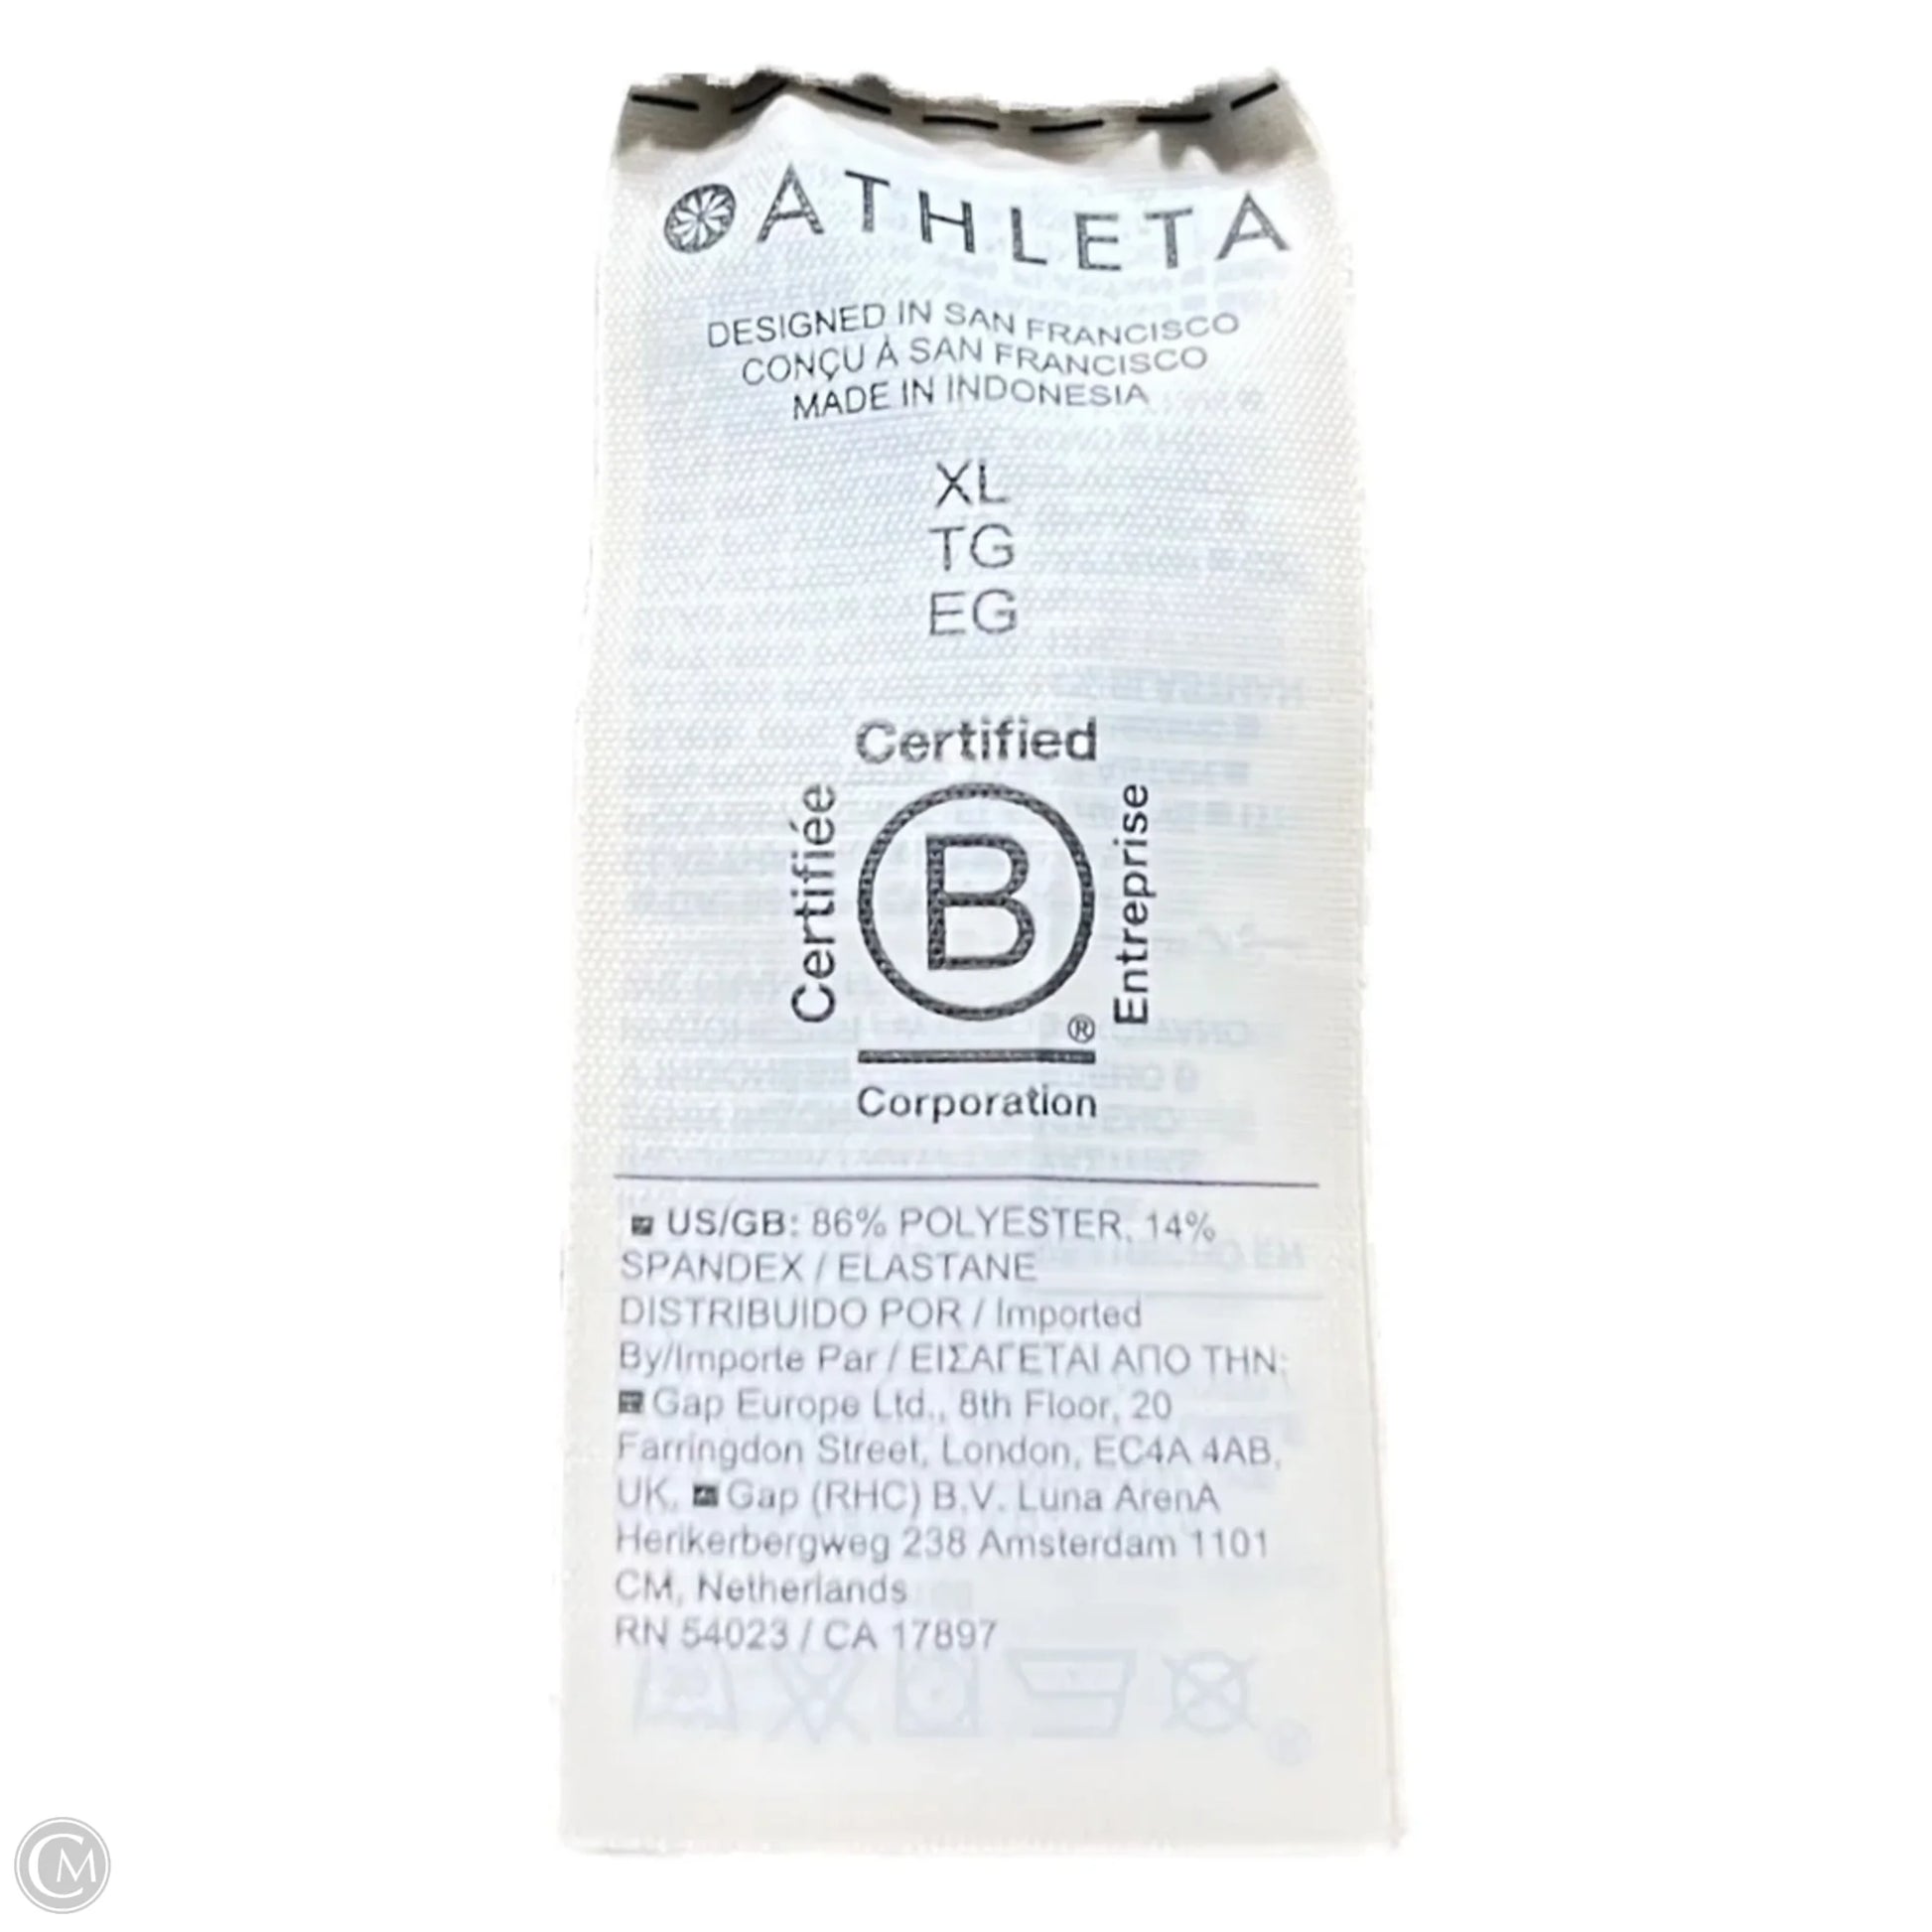 ATHLETA
DESIGNED IN SAN FRANCISCO
CONÇU À SAN FRANCISCO
MADE IN INDONESIA
XL
TG
EG
Certified
Certifiée
B
Entreprise
®
Corporation
US/GB: 86% POLYESTER, 14%
SPANDEX / ELASTANE
DISTRIBUIDO POR / Imported
By/Importe Par / ΕΙΣΑΓΕΤΑΙ ΑΠΟ ΤΗΝ:
Gap Europe Ltd., 8th Floor, 20
Farringdon Street, London, EC4A 4AB,
UK, Gap (RHC) B.V. Luna ArenA
Herikerbergweg 238 Amsterdam 1101
CM, Netherlands
RN 54023 / CA 17897
CM